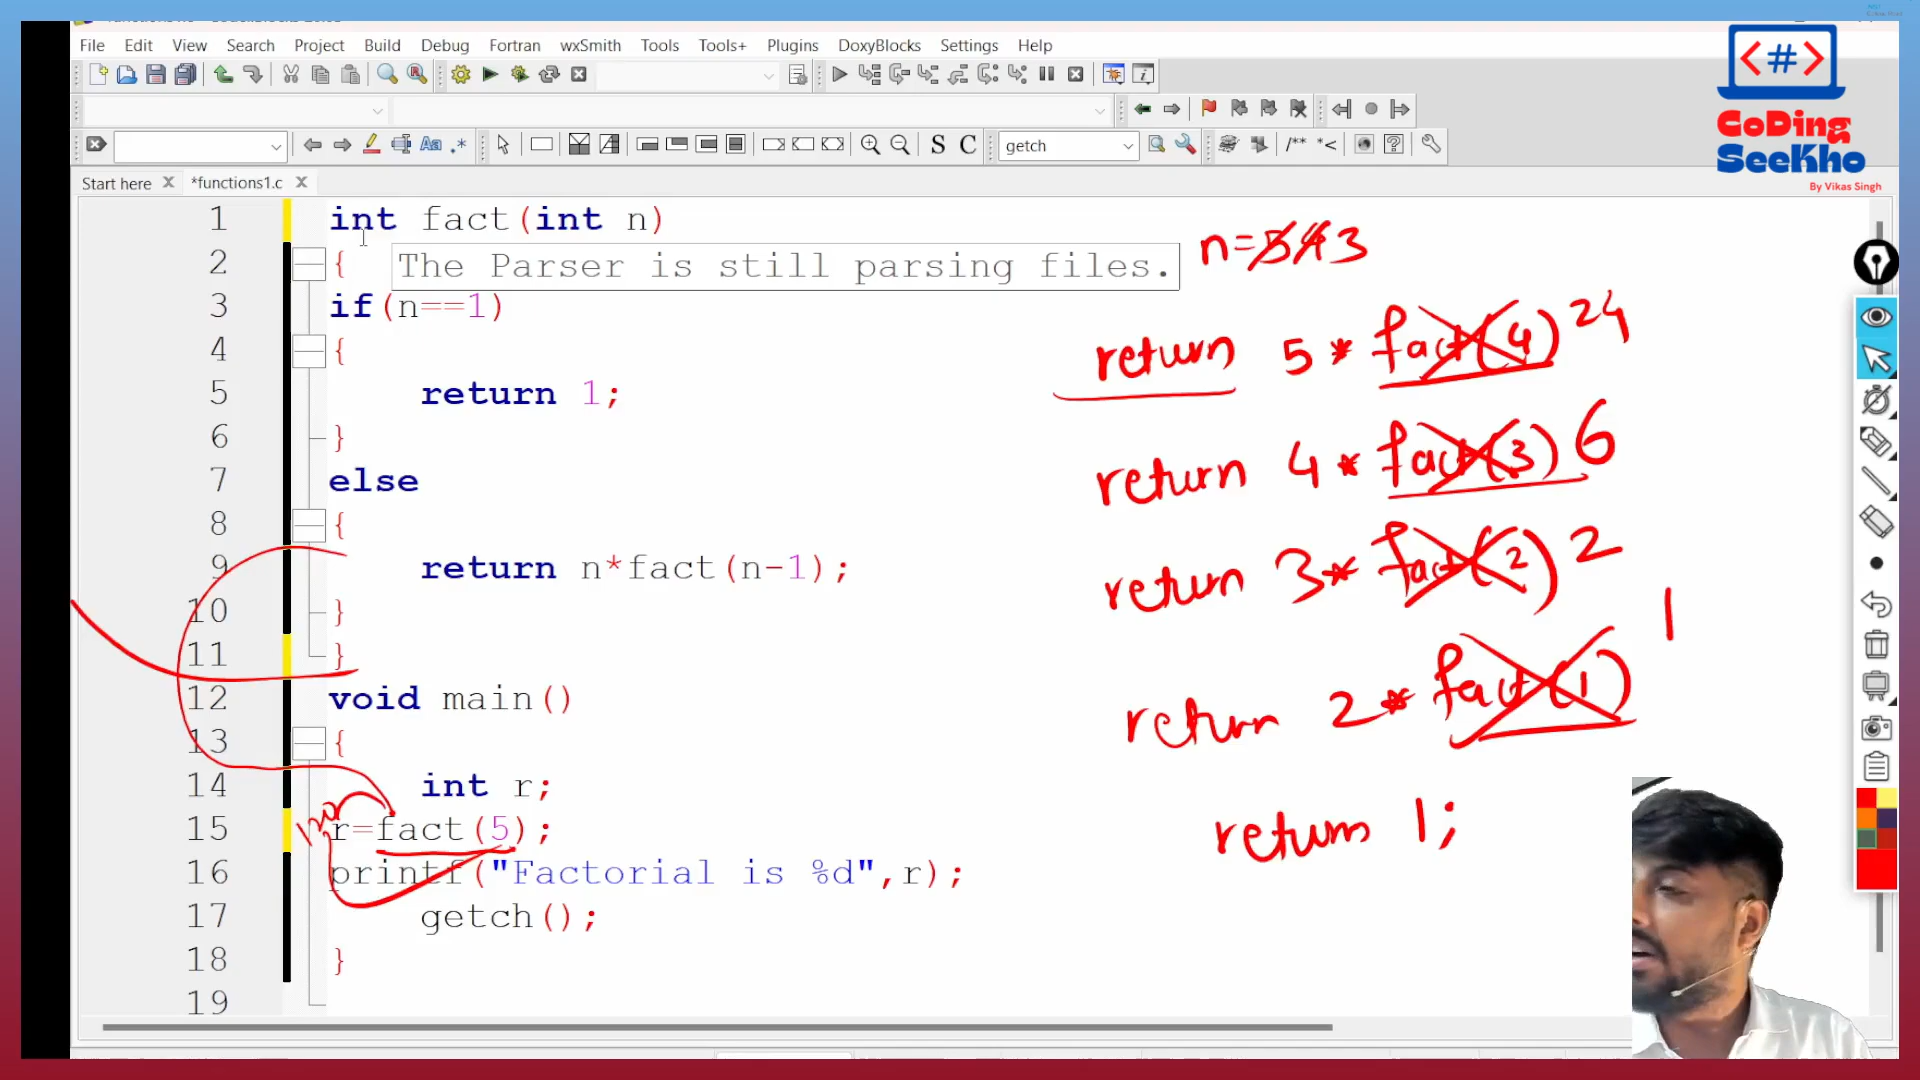 File Edit View Search Project Build Debug Fortran wxSmith Tools Tools+ Plugins DoxyBlocks Settings Help
<#>
CoDing
SeeKho
By Vikas Singh
Aa .* S C getch /** *<
Start here *functions1.c
1 int fact(int n)
2 {
The Parser is still parsing files.
3 if(n==1)
4 {
5 return 1;
6 }
7 else
8 {
9 return n*fact(n-1);
10 }
11 }
12 void main()
13 {
14 int r;
15 r=fact(5);
16 printf("Factorial is %d",r);
17 getch();
18 }
19
n=5 4 3
return 5 * fact(4) 24
return 4 * fact(3) 6
return 3 * fact(2) 2
1
return 2 * fact(1)
return 1;